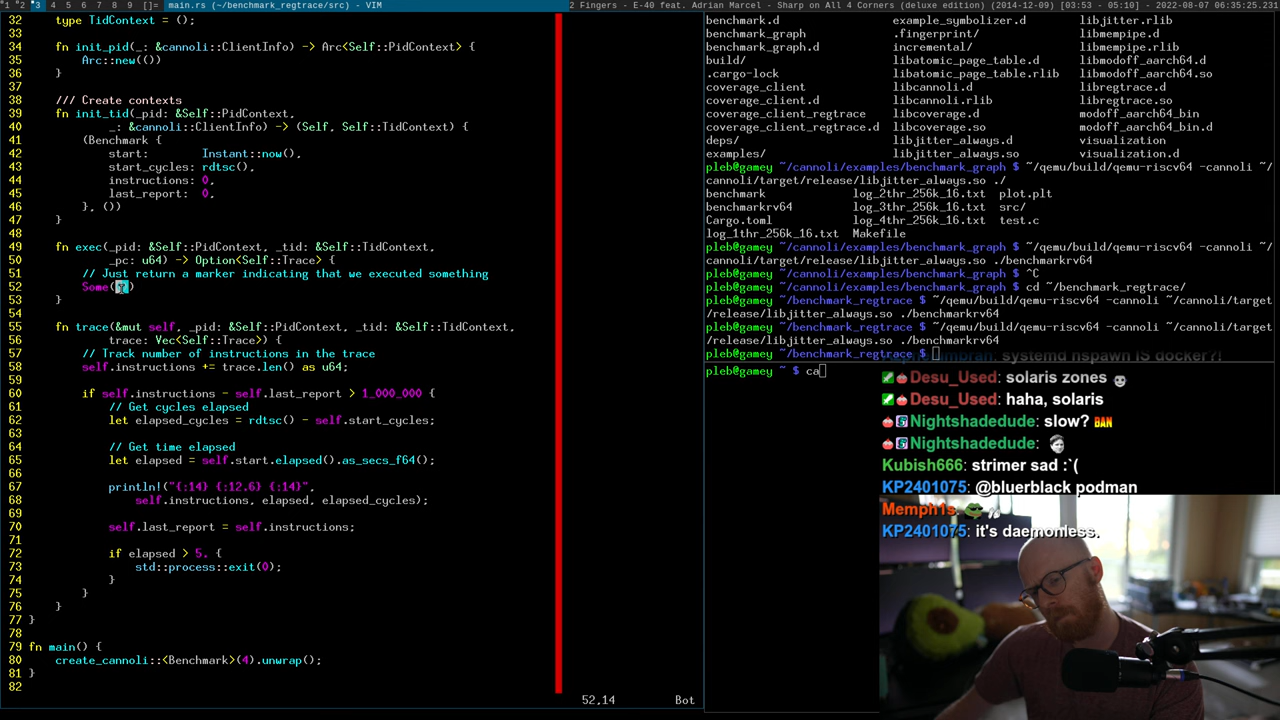 1 2 3 4 5 6 7 8 9 []= main.rs (~/benchmark_regtrace/src) - VIM
2 Fingers - E-40 feat. Adrian Marcel - Sharp on All 4 Corners (deluxe edition) (2014-12-09) [03:53 - 05:10] - 2022-08-07 06:35:25.231
32     type TidContext = ();
33
34     fn init_pid(_: &cannoli::ClientInfo) -> Arc<Self::PidContext> {
35         Arc::new(())
36     }
37
38     /// Create contexts
39     fn init_tid(_pid: &Self::PidContext,
40             _: &cannoli::ClientInfo) -> (Self, Self::TidContext) {
41         (Benchmark {
42             start:        Instant::now(),
43             start_cycles: rdtsc(),
44             instructions: 0,
45             last_report:  0,
46         }, ())
47     }
48
49     fn exec(_pid: &Self::PidContext, _tid: &Self::TidContext,
50             _pc: u64) -> Option<Self::Trace> {
51         // Just return a marker indicating that we executed something
52         Some( )
53     }
54
55     fn trace(&mut self, _pid: &Self::PidContext, _tid: &Self::TidContext,
56             trace: Vec<Self::Trace>) {
57         // Track number of instructions in the trace
58         self.instructions += trace.len() as u64;
59
60         if self.instructions - self.last_report > 1_000_000 {
61             // Get cycles elapsed
62             let elapsed_cycles = rdtsc() - self.start_cycles;
63
64             // Get time elapsed
65             let elapsed = self.start.elapsed().as_secs_f64();
66
67             println!("{:14} {:12.6} {:14}",
68                 self.instructions, elapsed, elapsed_cycles);
69
70             self.last_report = self.instructions;
71
72             if elapsed > 5. {
73                 std::process::exit(0);
74             }
75         }
76     }
77 }
78
79 fn main() {
80     create_cannoli::<Benchmark>(4).unwrap();
81 }
82
52,14 Bot
benchmark.d example_symbolizer.d libjitter.rlib
benchmark_graph .fingerprint/ libmempipe.d
benchmark_graph.d incremental/ libmempipe.rlib
build/ libatomic_page_table.d libmodoff_aarch64.d
.cargo-lock libatomic_page_table.rlib libmodoff_aarch64.so
coverage_client libcannoli.d libregtrace.d
coverage_client.d libcannoli.rlib libregtrace.so
coverage_client_regtrace libcoverage.d modoff_aarch64_bin
coverage_client_regtrace.d libcoverage.so modoff_aarch64_bin.d
deps/ libjitter_always.d visualization
examples/ libjitter_always.so visualization.d
pleb@gamey ~/cannoli/examples/benchmark_graph $ ~/qemu/build/qemu-riscv64 -cannoli ~/
cannoli/target/release/libjitter_always.so ./
benchmark log_2thr_256k_16.txt plot.plt
benchmarkrv64 log_3thr_256k_16.txt src/
Cargo.toml log_4thr_256k_16.txt test.c
log_1thr_256k_16.txt Makefile
pleb@gamey ~/cannoli/examples/benchmark_graph $ ~/qemu/build/qemu-riscv64 -cannoli ~/
cannoli/target/release/libjitter_always.so ./benchmarkrv64
pleb@gamey ~/cannoli/examples/benchmark_graph $ ^C
pleb@gamey ~/cannoli/examples/benchmark_graph $ cd ~/benchmark_regtrace/
pleb@gamey ~/benchmark_regtrace $ ~/qemu/build/qemu-riscv64 -cannoli ~/cannoli/target
/release/libjitter_always.so ./benchmarkrv64
pleb@gamey ~/benchmark_regtrace $ ~/qemu/build/qemu-riscv64 -cannoli ~/cannoli/target
/release/libjitter_always.so ./benchmarkrv64
pleb@gamey ~/benchmark_regtrace $
systemd nspawn IS docker?!
pleb@gamey ~ $ ca
Desu_Used: solaris zones
Desu_Used: haha, solaris
Nightshadedude: slow? BAN
Nightshadedude:
Kubish666: strimer sad :`(
KP2401075: @bluerblack podman
Memph1s:
KP2401075: it's daemonless.